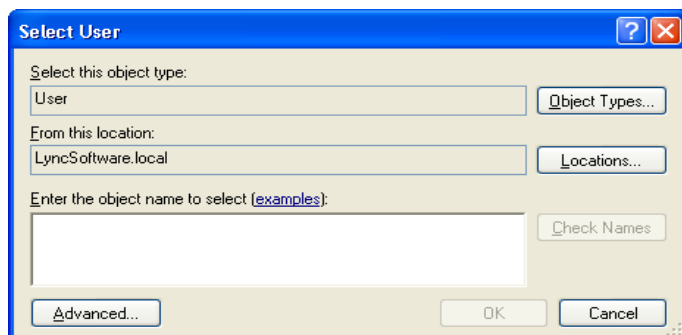 Select User
Select this object type:
User
Object Types...
From this location:
LyncSoftware.local
Locations...
Enter the object name to select (examples):
Check Names
Advanced...
OK
Cancel